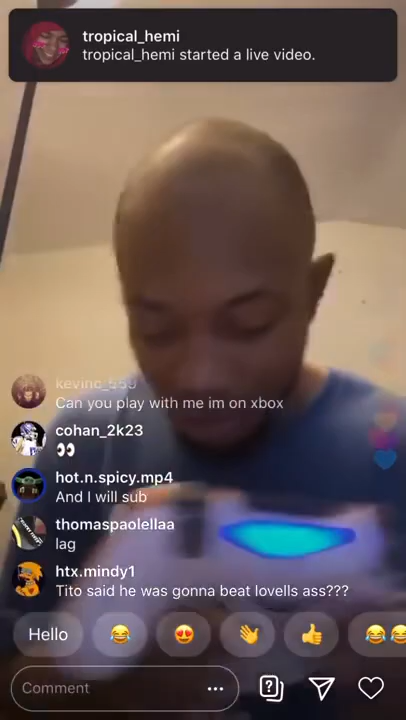 tropical_hemi
tropical_hemi started a live video.
kevinc_559
Can you play with me im on xbox
cohan_2k23
👀
hot.n.spicy.mp4
And I will sub
thomaspaolellaa
lag
htx.mindy1
Tito said he was gonna beat lovells ass???
Hello 😂 😍 👋 👍 😂😂
Comment